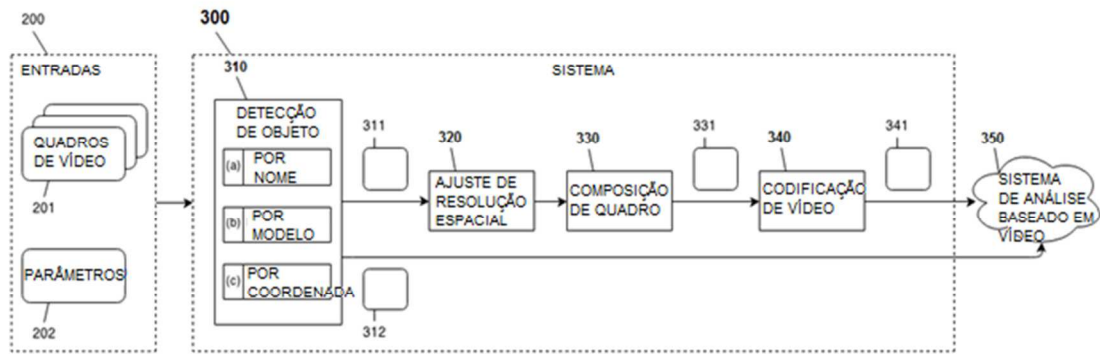 200
ENTRADAS
QUADROS
DE VÍDEO
201
PARÂMETROS
202
300
SISTEMA
310
DETECÇÃO
DE OBJETO
(a) POR
NOME
(b) POR
MODELO
(c) POR
COORDENADA
311
312
320
AJUSTE DE
RESOLUÇÃO
ESPACIAL
330
COMPOSIÇÃO
DE QUADRO
331
340
CODIFICAÇÃO
DE VÍDEO
341
350
SISTEMA
DE ANÁLISE
BASEADO EM
VÍDEO